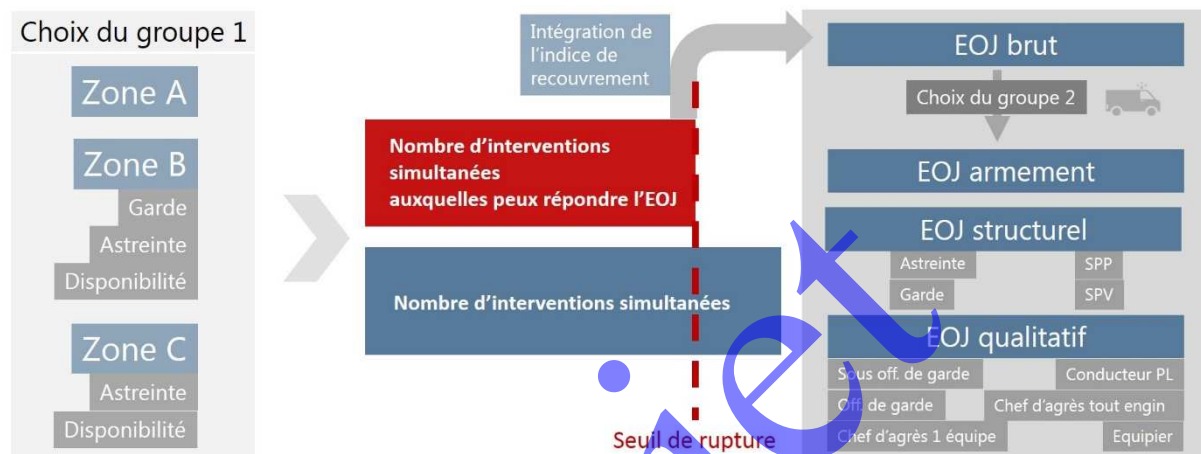 Choix du groupe 1
Zone A
Zone B
Garde
Astreinte
Disponibilité
Zone C
Astreinte
Disponibilité
Intégration de
l'indice de
recouvrement
Nombre d'interventions
simultanées
auxquelles peux répondre l'EOJ
Nombre d'interventions simultanées
Seuil de rupture
EOJ brut
Choix du groupe 2
EOJ armement
EOJ structurel
Astreinte SPP
Garde SPV
EOJ qualitatif
Sous off. de garde Conducteur PL
Off. de garde Chef d'agrès tout engin
Chef d'agrès 1 équipe Equipier